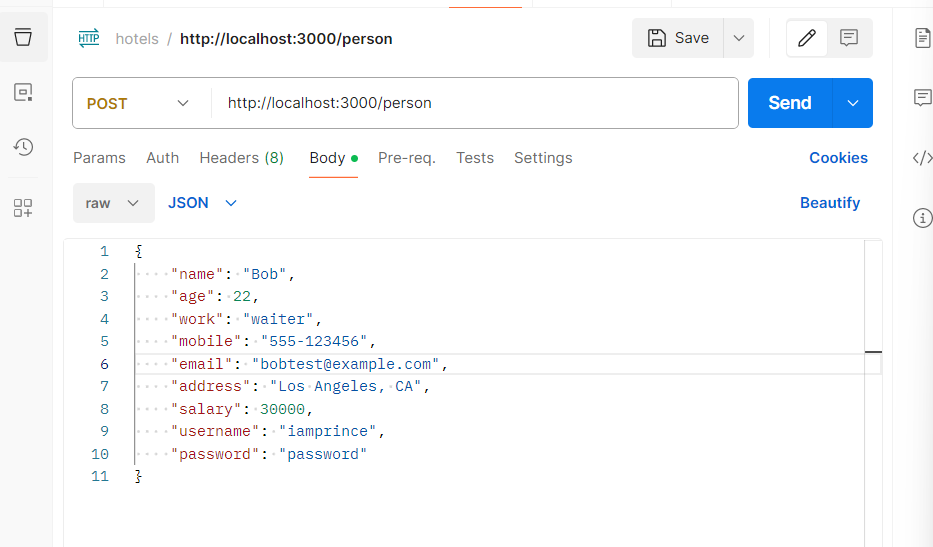 HTTP hotels / http://localhost:3000/person Save
POST http://localhost:3000/person Send
Params Auth Headers (8) Body Pre-req. Tests Settings Cookies
raw JSON Beautify
1 {
2 "name": "Bob",
3 "age": 22,
4 "work": "waiter",
5 "mobile": "555-123456",
6 "email": "bobtest@example.com",
7 "address": "Los Angeles, CA",
8 "salary": 30000,
9 "username": "iamprince",
10 "password": "password"
11 }